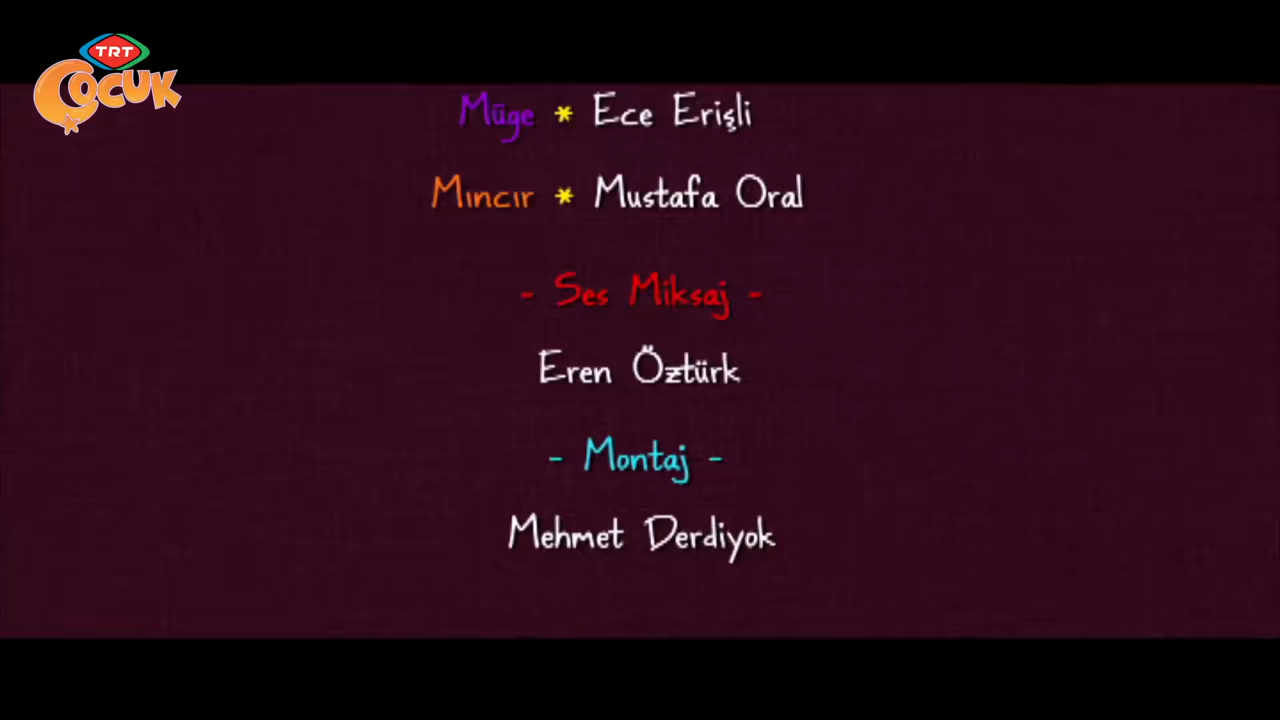 TRT
ÇOCUK
Müge * Ece Erişli
Mıncır * Mustafa Oral
- Ses Miksaj -
Eren Öztürk
- Montaj -
Mehmet Derdiyok